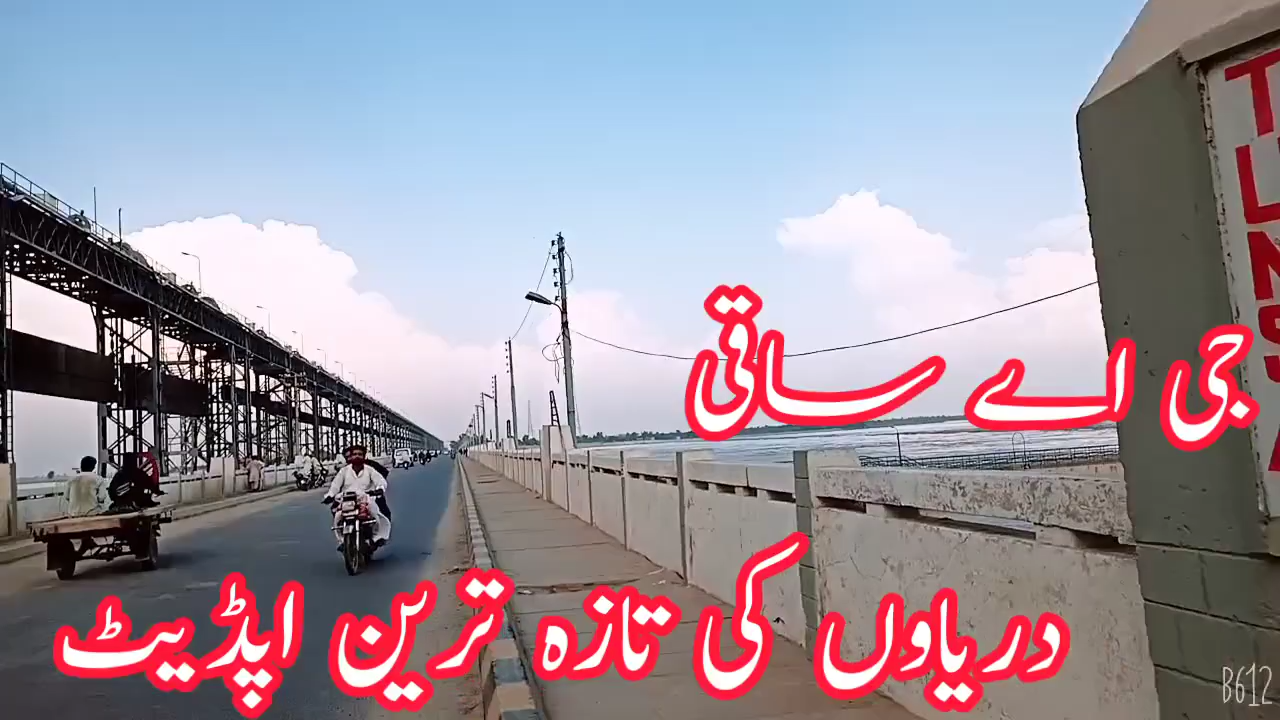 جی اے ساقی
دریاوں کی تازہ ترین اپڈیٹ
B612